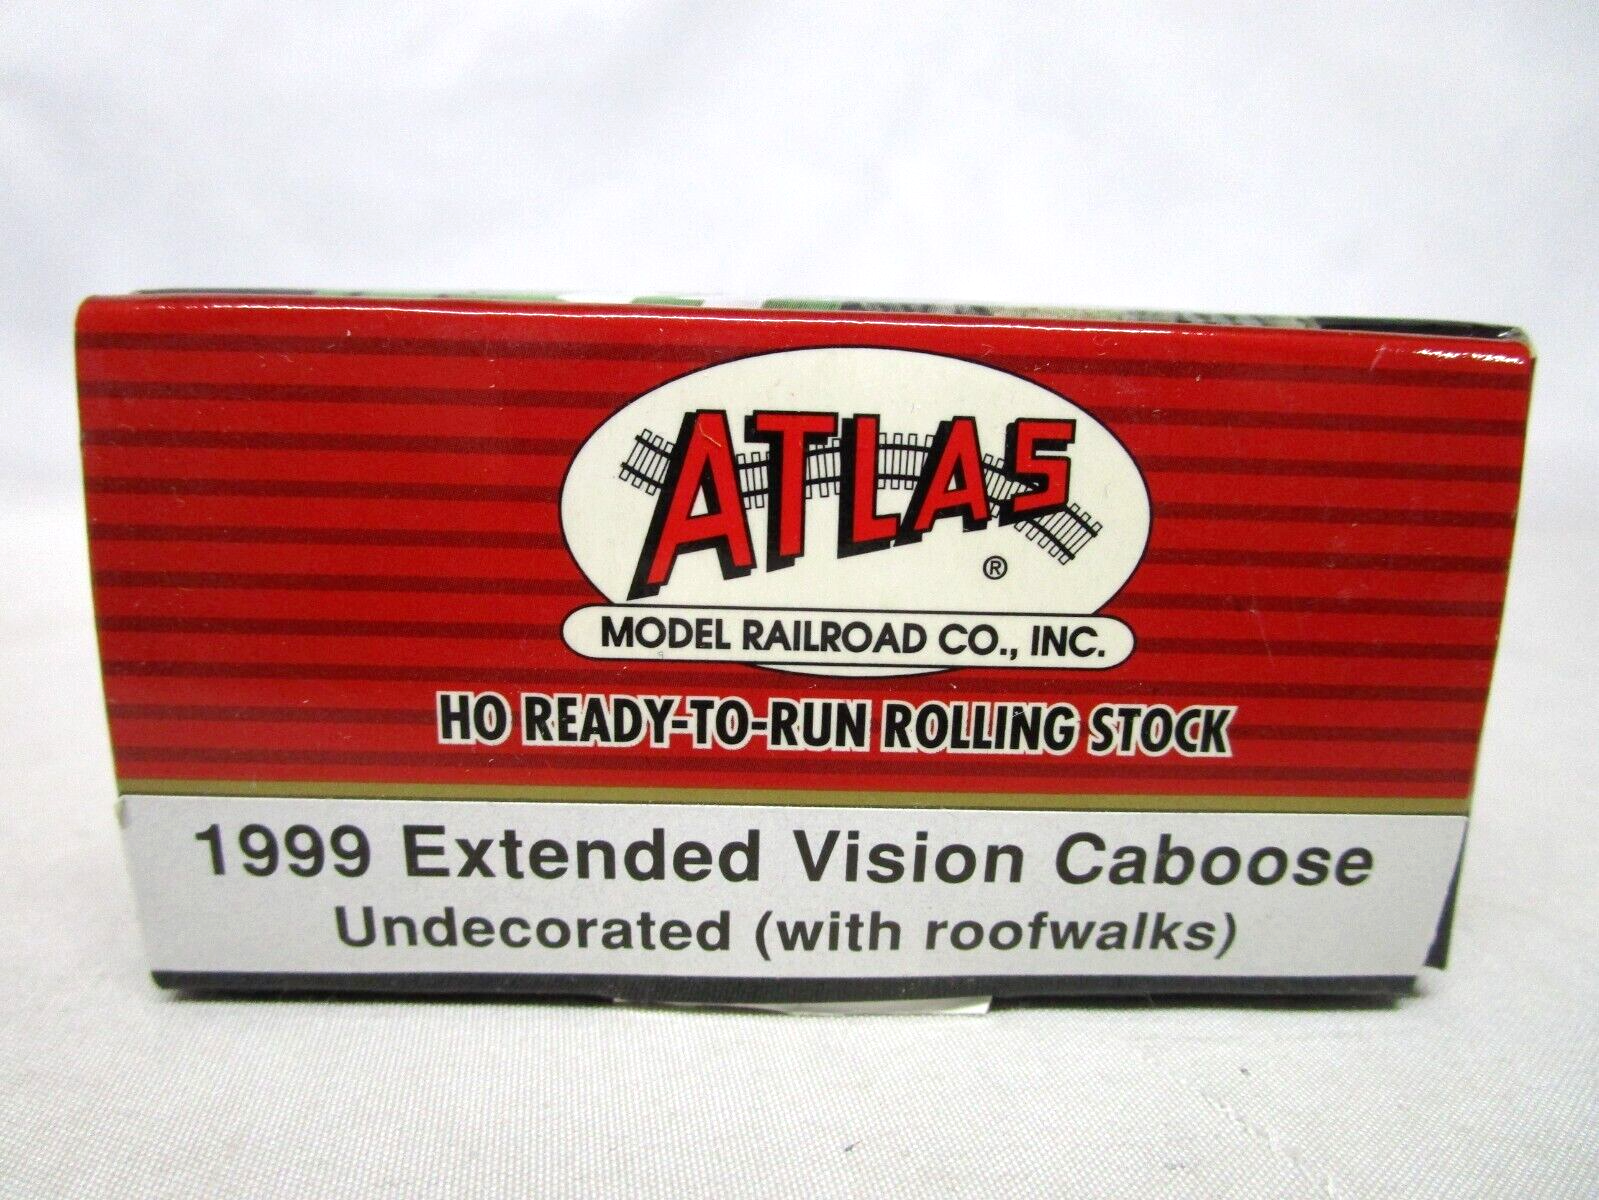 ATLAS
®
MODEL RAILROAD CO., INC.
HO READY-TO-RUN ROLLING STOCK
1999 Extended Vision Caboose
Undecorated (with roofwalks)